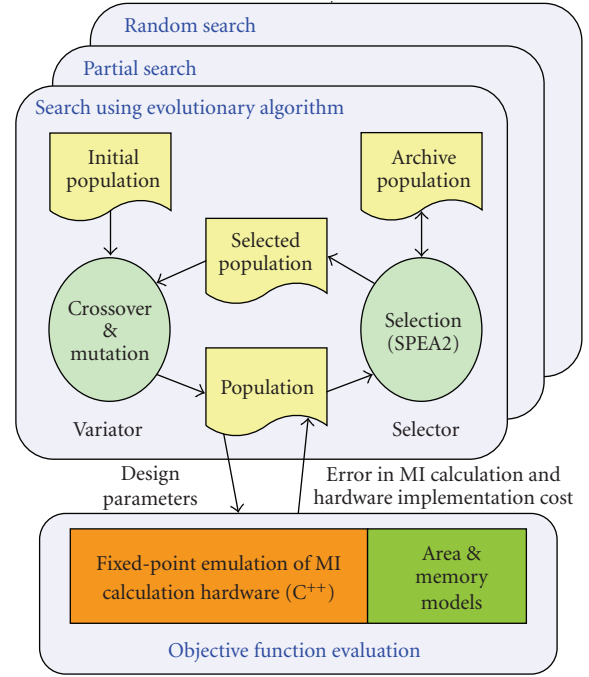 Random search
Partial search
Search using evolutionary algorithm
Initial
population
Archive
population
Selected
population
Crossover
&
mutation
Selection
(SPEA2)
Population
Variator
Selector
Design
parameters
Error in MI calculation and
hardware implementation cost
Fixed-point emulation of MI
calculation hardware (C++)
Area &
memory
models
Objective function evaluation